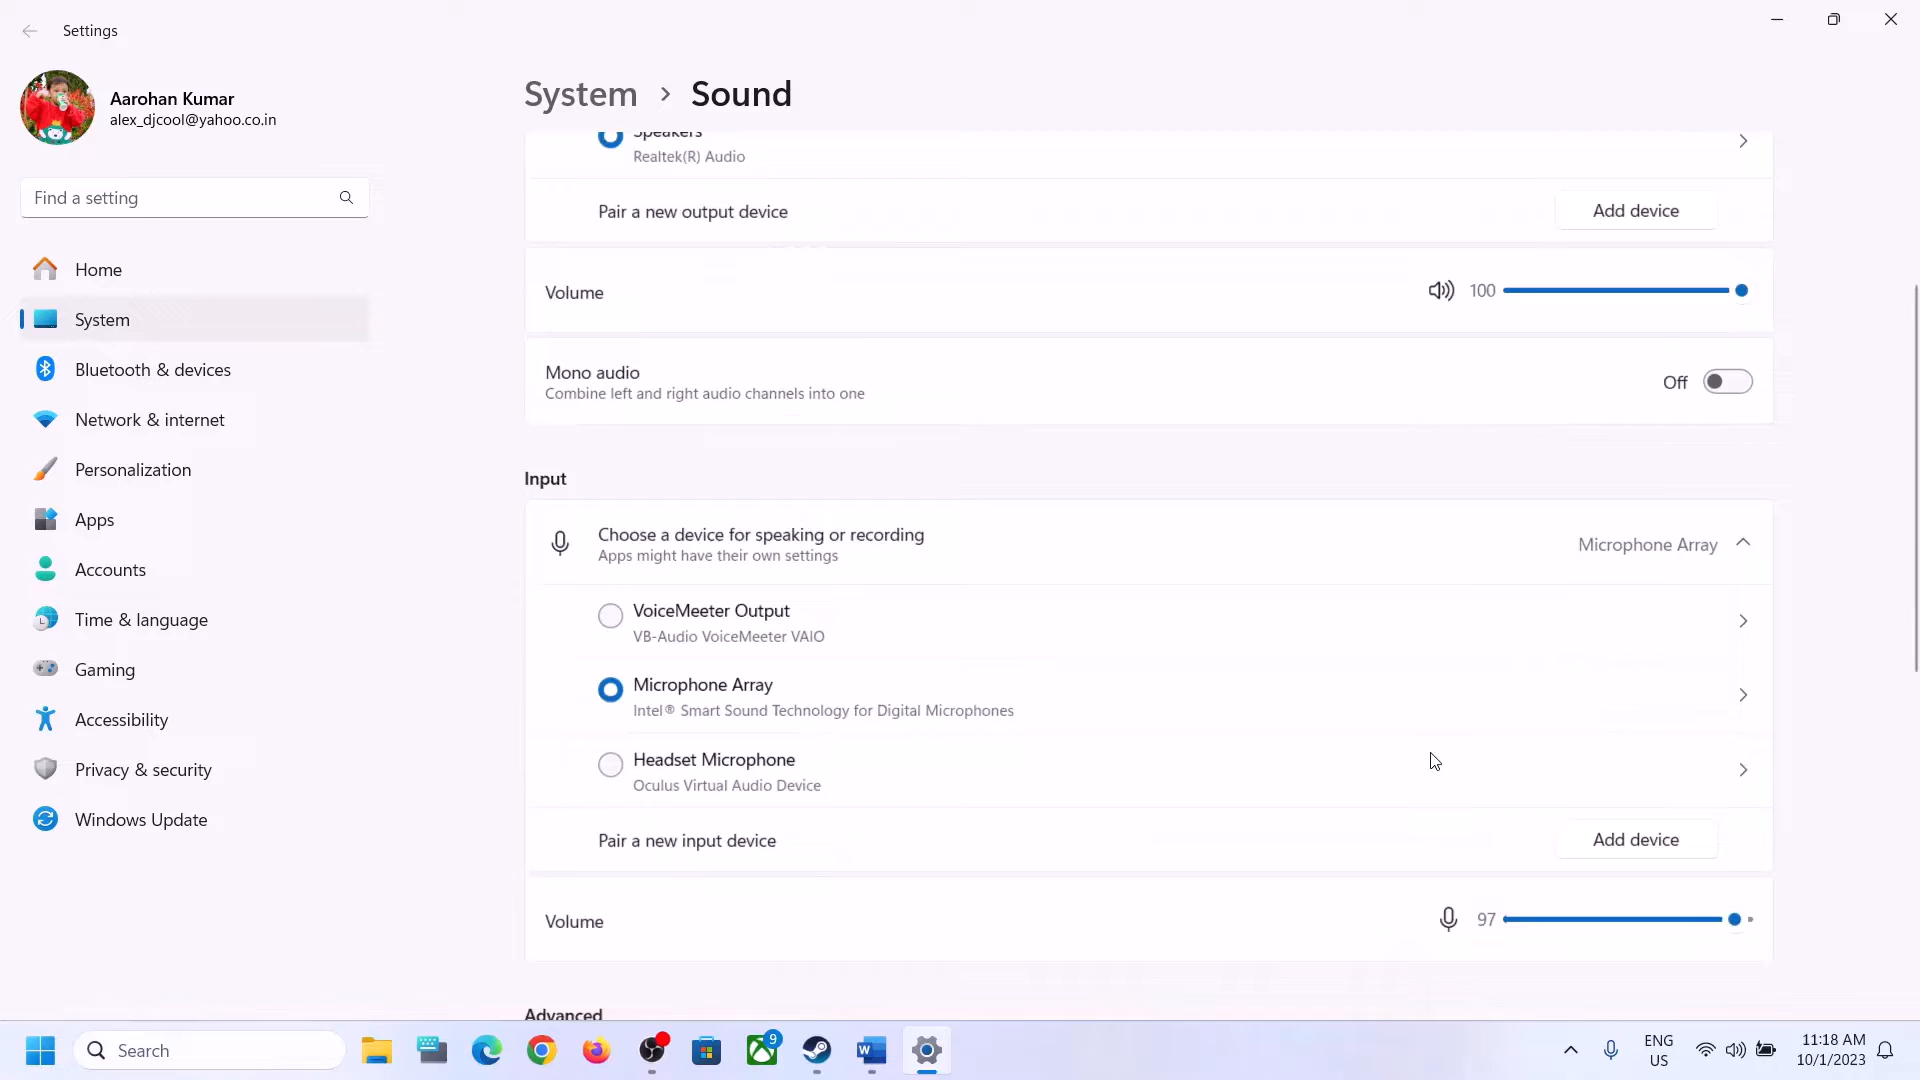 Settings
Aarohan Kumar
alex_djcool@yahoo.co.in
Find a setting
Home
System
Bluetooth & devices
Network & internet
Personalization
Apps
Accounts
Time & language
Gaming
Accessibility
Privacy & security
Windows Update
System > Sound
Speakers
Realtek(R) Audio
Pair a new output device
Add device
Volume
100
Mono audio
Combine left and right audio channels into one
Off
Input
Choose a device for speaking or recording
Apps might have their own settings
Microphone Array
VoiceMeeter Output
VB-Audio VoiceMeeter VAIO
Microphone Array
Intel® Smart Sound Technology for Digital Microphones
Headset Microphone
Oculus Virtual Audio Device
Pair a new input device
Add device
Volume
97
Advanced
Search
9
ENG
US
11:18 AM
10/1/2023